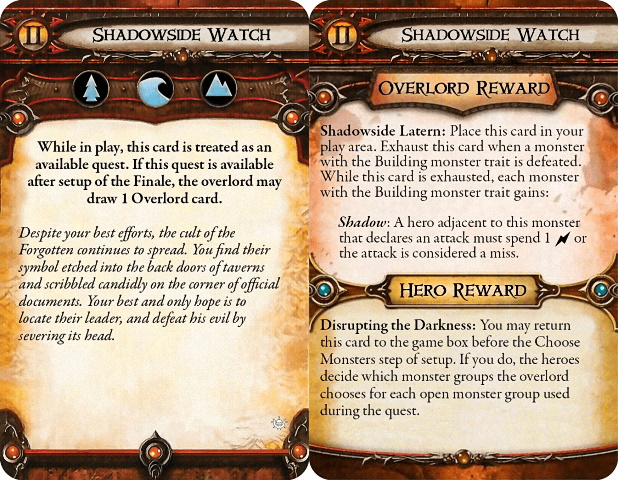 II
SHADOWSIDE WATCH
While in play, this card is treated as an
available quest. If this quest is available
after setup of the Finale, the overlord may
draw 1 Overlord card.
Despite your best efforts, the cult of the
Forgotten continues to spread. You find their
symbol etched into the back doors of taverns
and scribbled candidly on the corner of official
documents. Your best and only hope is to
locate their leader, and defeat his evil by
severing its head.
II
SHADOWSIDE WATCH
OVERLORD REWARD
Shadowside Latern: Place this card in your
play area. Exhaust this card when a monster
with the Building monster trait is defeated.
While this card is exhausted, each monster
with the Building monster trait gains:
Shadow: A hero adjacent to this monster
that declares an attack must spend 1 or
the attack is considered a miss.
HERO REWARD
Disrupting the Darkness: You may return
this card to the game box before the Choose
Monsters step of setup. If you do, the heroes
decide which monster groups the overlord
chooses for each open monster group used
during the quest.